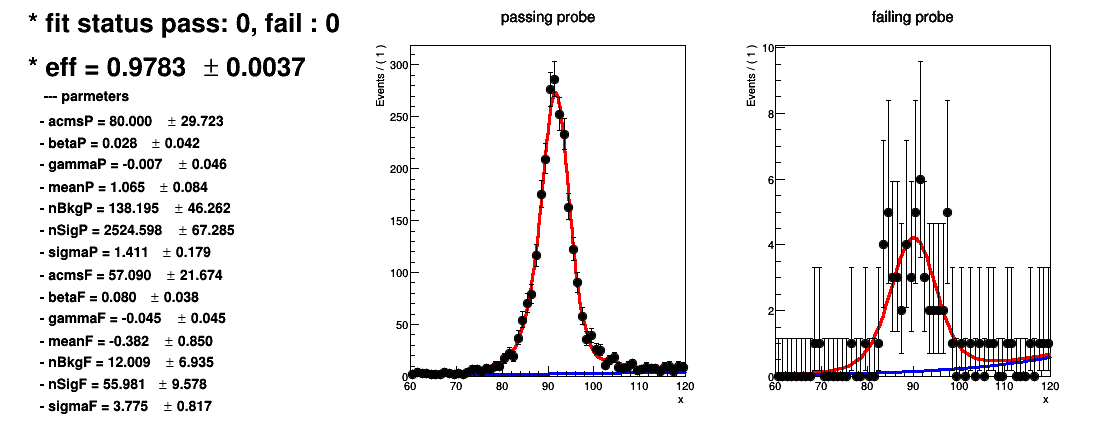 * fit status pass: 0, fail : 0
* eff = 0.9783 ± 0.0037
--- parmeters
- acmsP = 80.000 ± 29.723
- betaP = 0.028 ± 0.042
- gammaP = -0.007 ± 0.046
- meanP = 1.065 ± 0.084
- nBkgP = 138.195 ± 46.262
- nSigP = 2524.598 ± 67.285
- sigmaP = 1.411 ± 0.179
- acmsF = 57.090 ± 21.674
- betaF = 0.080 ± 0.038
- gammaF = -0.045 ± 0.045
- meanF = -0.382 ± 0.850
- nBkgF = 12.009 ± 6.935
- nSigF = 55.981 ± 9.578
- sigmaF = 3.775 ± 0.817
passing probe
Events / ( 1 )
300
250
200
150
100
50
0
60 70 80 90 100 110 120
x
failing probe
Events / ( 1 )
10
8
6
4
2
0
60 70 80 90 100 110 120
x